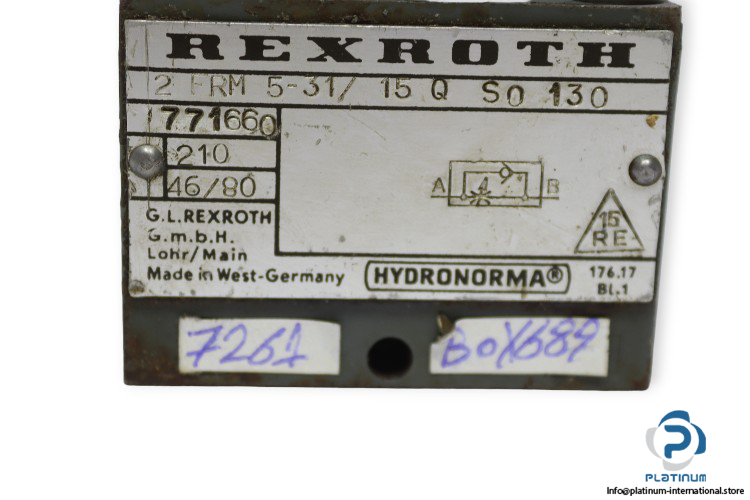 REXROTH
2 FRM 5-31/ 15 Q SO 130
771660
210
46/80
A B
15
RE
G.L.REXROTH
G.m.b.H.
Lohr/Main
Made in West-Germany
HYDRONORMA®
176.17
BL.1
7261
BOX689
PLATINUM
Info@platinum-international.store